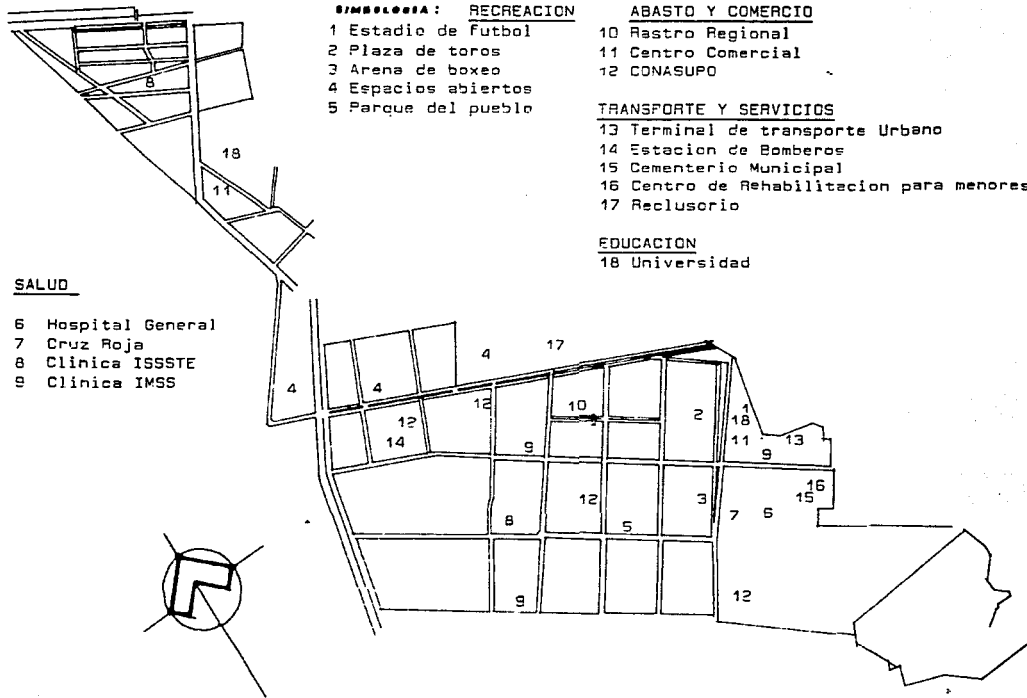 SIMBOLOGIA: RECREACION
1 Estadio de futbol
2 Plaza de toros
3 Arena de boxeo
4 Espacios abiertos
5 Parque del pueblo
ABASTO Y COMERCIO
10 Rastro Regional
11 Centro Comercial
12 CONASUPO
TRANSPORTE Y SERVICIOS
13 Terminal de transporte Urbano
14 Estacion de Bomberos
15 Cementerio Municipal
16 Centro de Rehabilitacion para menores
17 Reclusorio
EDUCACION
18 Universidad
SALUD
6 Hospital General
7 Cruz Roja
8 Clinica ISSSTE
9 Clinica IMSS
8
18
11
4
17
4
4
12
10
12
14
9
2
1
18
11
13
9
16
15
12
3
7
6
8
5
9
12